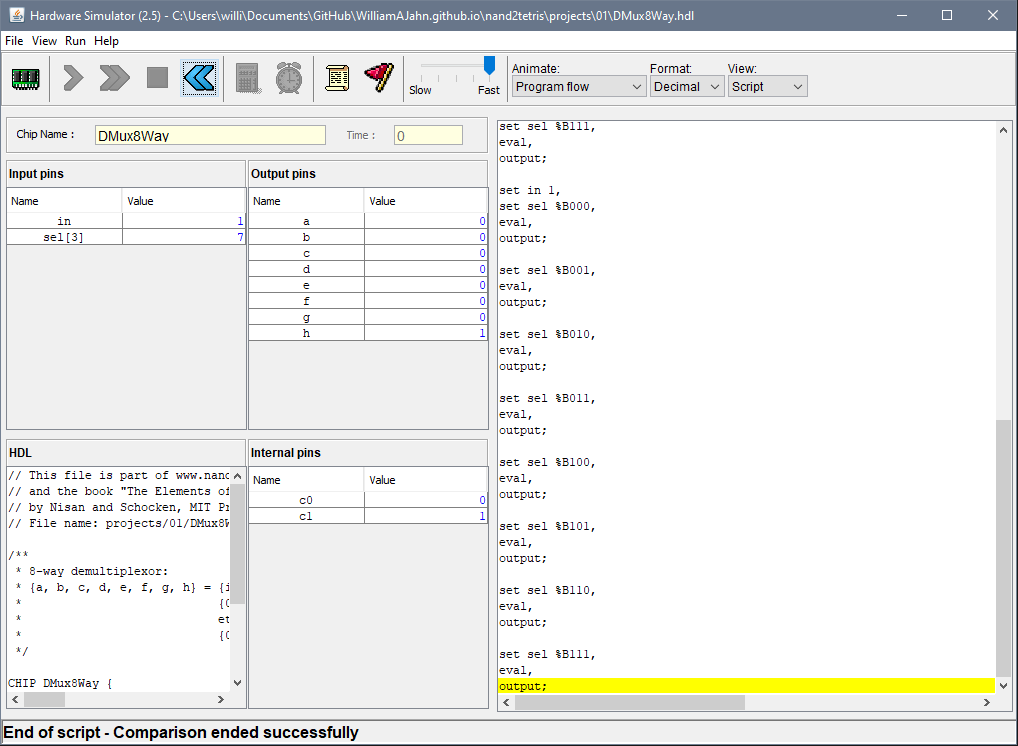 Hardware Simulator (2.5) - C:\Users\willi\Documents\GitHub\WilliamAJahn.github.io\nand2tetris\projects\01\DMux8Way.hdl
File View Run Help
Slow Fast
Animate: Format: View:
Program flow Decimal Script
Chip Name : DMux8Way Time : 0
Input pins
Name Value
in 1
sel[3] 7
Output pins
Name Value
a 0
b 0
c 0
d 0
e 0
f 0
g 0
h 1
HDL
// This file is part of www.nand
// and the book "The Elements of
// by Nisan and Schocken, MIT Pr
// File name: projects/01/DMux8W
/**
* 8-way demultiplexor:
* {a, b, c, d, e, f, g, h} = {i
* {0
* et
* {0
*/
CHIP DMux8Way {
Internal pins
Name Value
c0 0
c1 1
set sel %B111,
eval,
output;
set in 1,
set sel %B000,
eval,
output;
set sel %B001,
eval,
output;
set sel %B010,
eval,
output;
set sel %B011,
eval,
output;
set sel %B100,
eval,
output;
set sel %B101,
eval,
output;
set sel %B110,
eval,
output;
set sel %B111,
eval,
output;
End of script - Comparison ended successfully